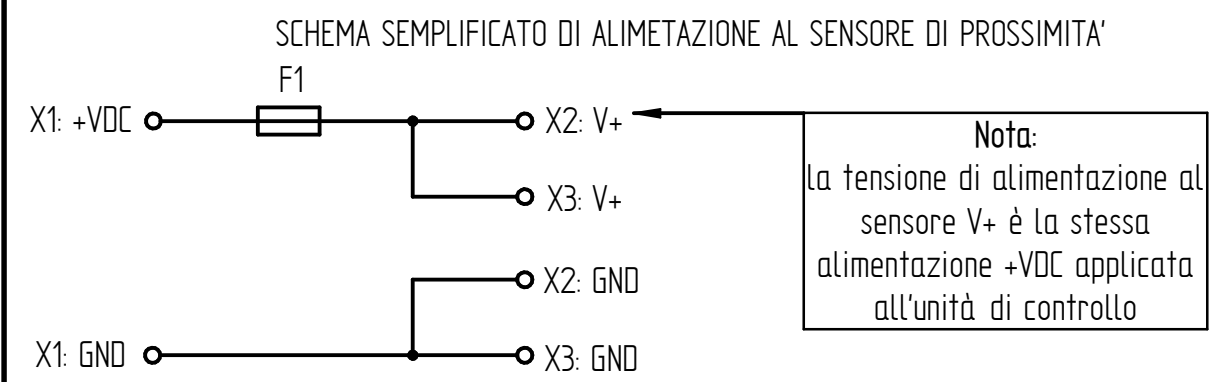 SCHEMA SEMPLIFICATO DI ALIMETAZIONE AL SENSORE DI PROSSIMITA'
F1
X1: +VDC
X2: V+
X3: V+
X2: GND
X1: GND
X3: GND
Nota:
la tensione di alimentazione al
sensore V+ è la stessa
alimentazione +VDC applicata
all'unità di controllo